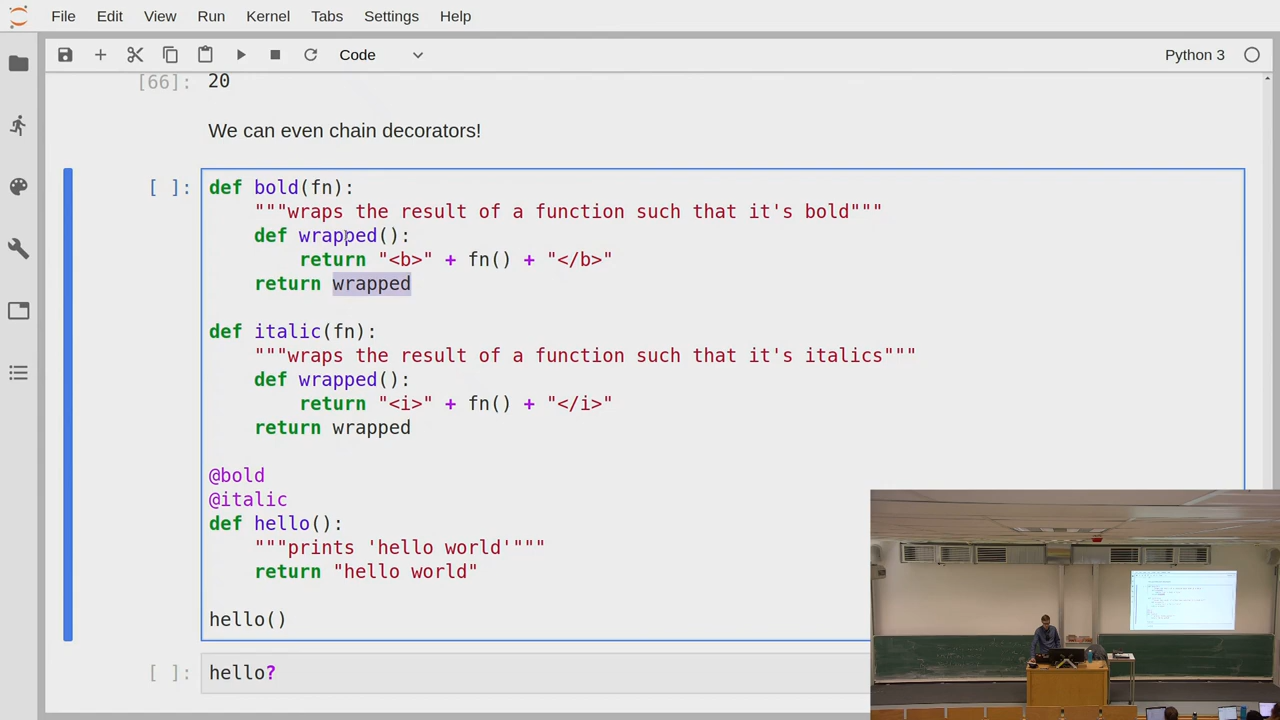 File Edit View Run Kernel Tabs Settings Help
Code
Python 3
[66]: 20
We can even chain decorators!
[ ]: def bold(fn):
    """wraps the result of a function such that it's bold"""
    def wrapped():
        return "<b>" + fn() + "</b>"
    return wrapped
def italic(fn):
    """wraps the result of a function such that it's italics"""
    def wrapped():
        return "<i>" + fn() + "</i>"
    return wrapped
@bold
@italic
def hello():
    """prints 'hello world'"""
    return "hello world"
hello()
[ ]: hello?